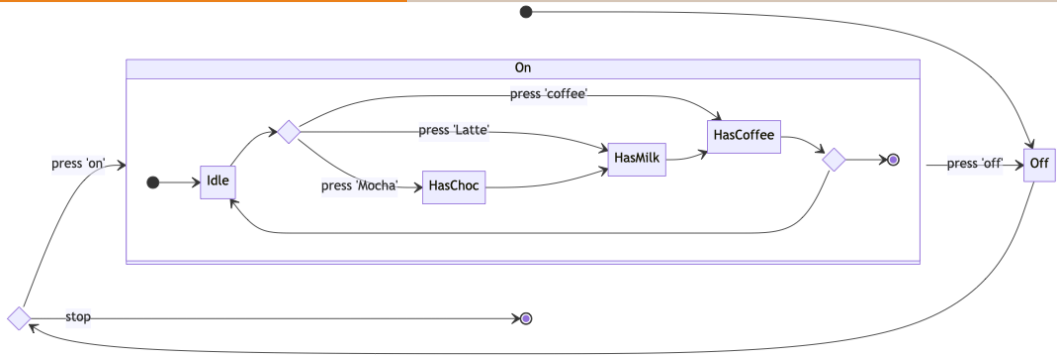 On
press 'coffee'
press 'Latte'
HasCoffee
press 'on'
HasMilk
press 'off'
Off
Idle
press 'Mocha'
HasChoc
stop